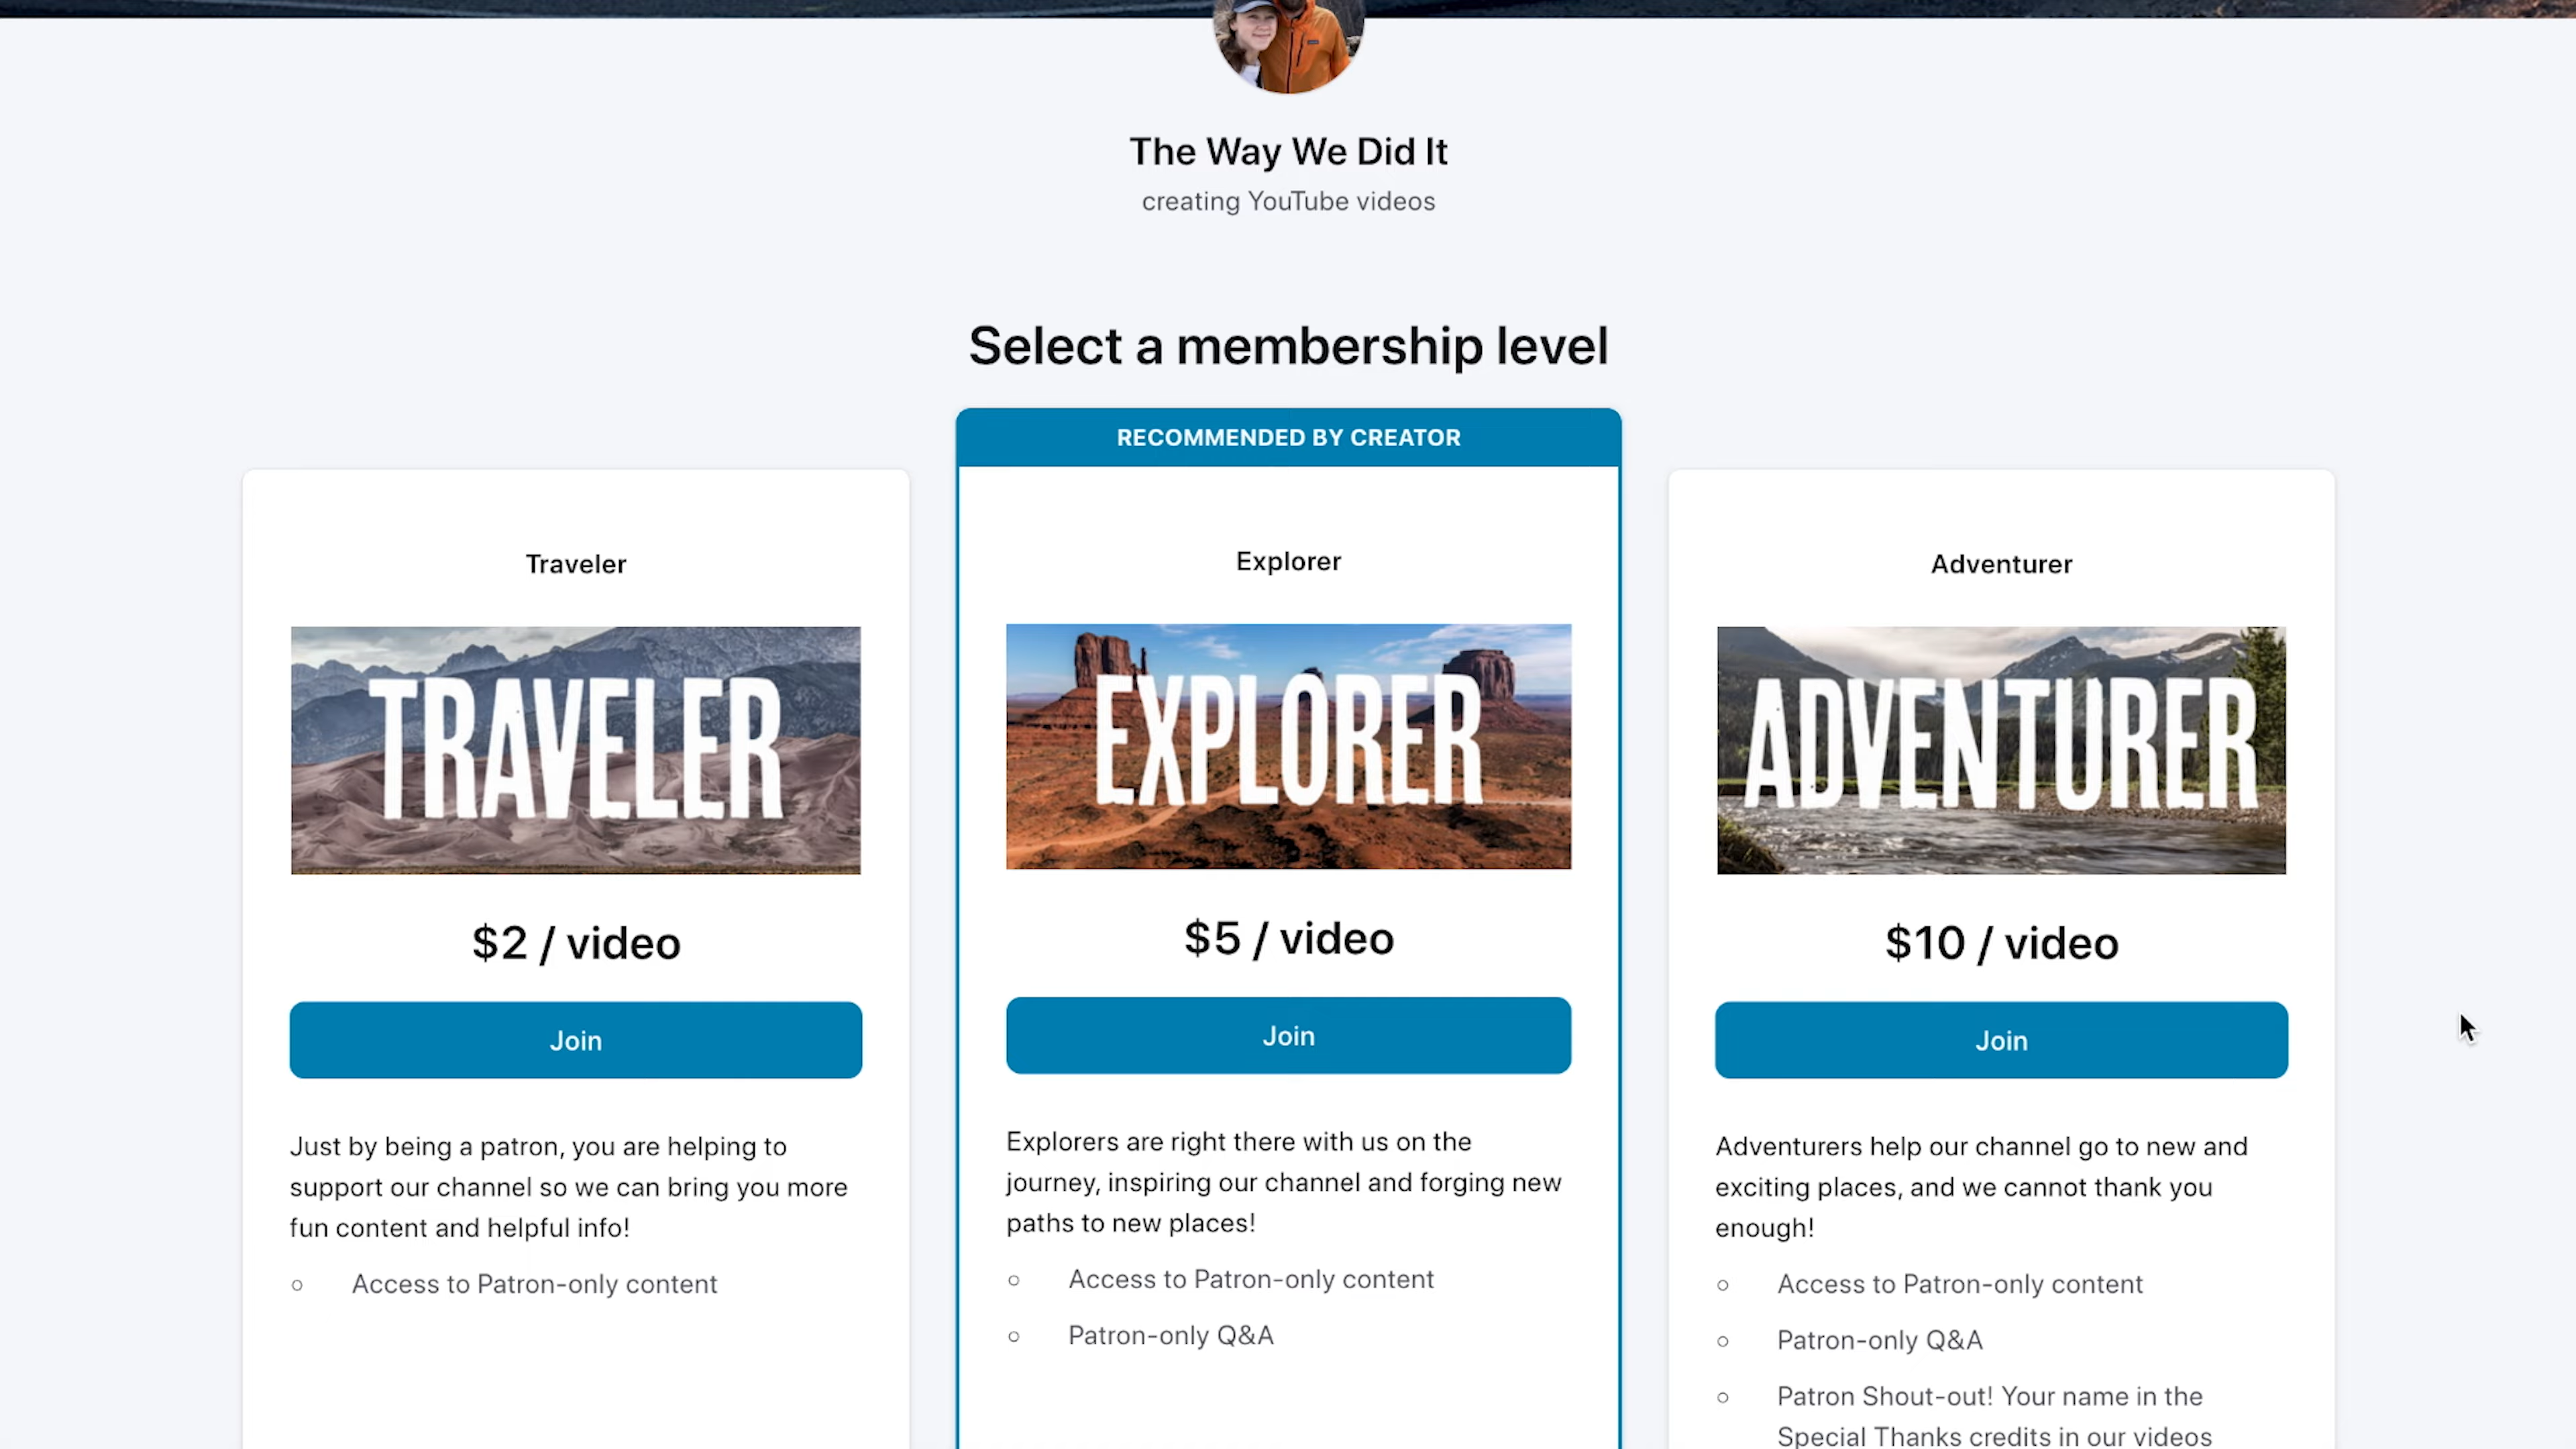 The Way We Did It
creating YouTube videos
Select a membership level
RECOMMENDED BY CREATOR
Traveler
TRAVELER
$2 / video
Join
Just by being a patron, you are helping to
support our channel so we can bring you more
fun content and helpful info!
Access to Patron-only content
Explorer
EXPLORER
$5 / video
Join
Explorers are right there with us on the
journey, inspiring our channel and forging new
paths to new places!
Access to Patron-only content
Patron-only Q&A
Adventurer
ADVENTURER
$10 / video
Join
Adventurers help our channel go to new and
exciting places, and we cannot thank you
enough!
Access to Patron-only content
Patron-only Q&A
Patron Shout-out! Your name in the
Special Thanks credits in our videos